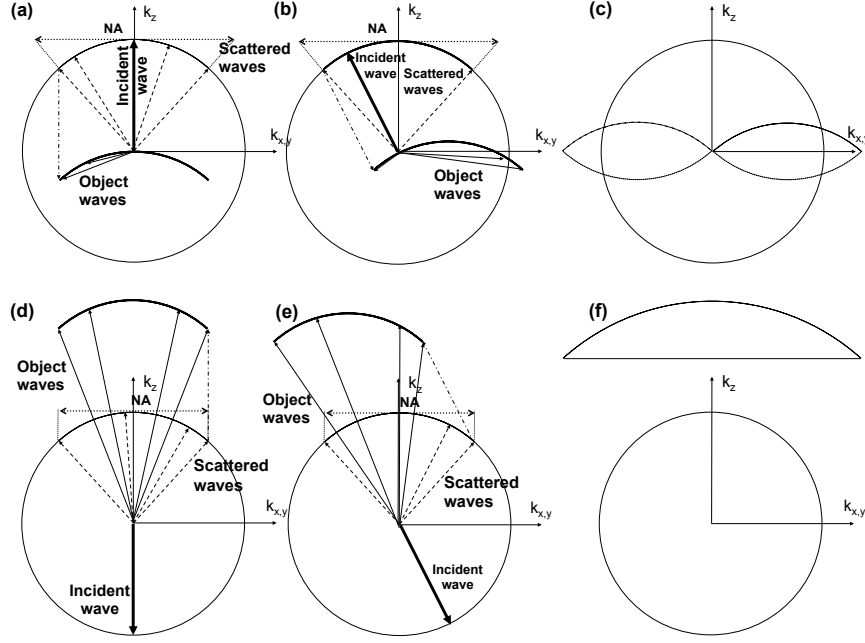 (a)
k_z
NA
Incident
wave
Scattered
waves
k_x,y
Object
waves
(b)
k_z
NA
Incident
wave
Scattered
waves
k_x,y
Object
waves
(c)
k_z
k_x,y
(d)
Object
waves
k_z
NA
Scattered
waves
k_x,y
Incident
wave
(e)
Object
waves
k_z
NA
Scattered
waves
k_x,y
Incident
wave
(f)
k_z
k_x,y